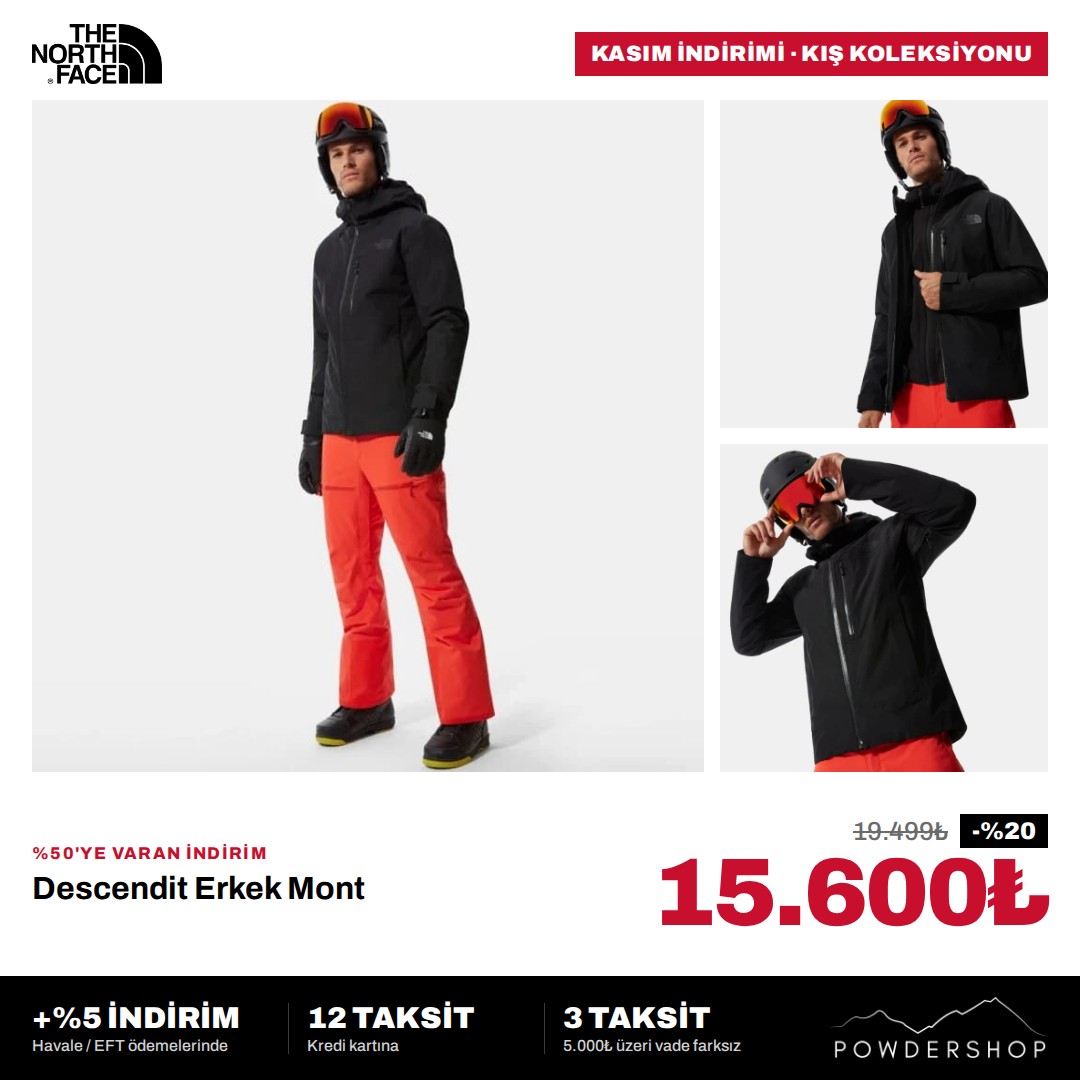 THE
NORTH
FACE
KASIM İNDİRİMİ · KIŞ KOLEKSİYONU
19.499₺ -%20
%50'YE VARAN İNDİRİM
Descendit Erkek Mont
15.600₺
+%5 İNDİRİM
Havale / EFT ödemelerinde
12 TAKSİT
Kredi kartına
3 TAKSİT
5.000₺ üzeri vade farksız
POWDERSHOP